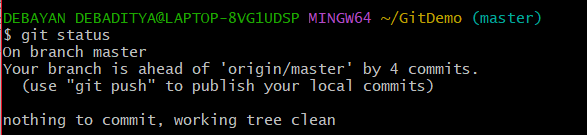 DEBAYAN DEBADITYA@LAPTOP-8VG1UDSP MINGW64 ~/GitDemo (master)
$ git status
On branch master
Your branch is ahead of 'origin/master' by 4 commits.
  (use "git push" to publish your local commits)

nothing to commit, working tree clean